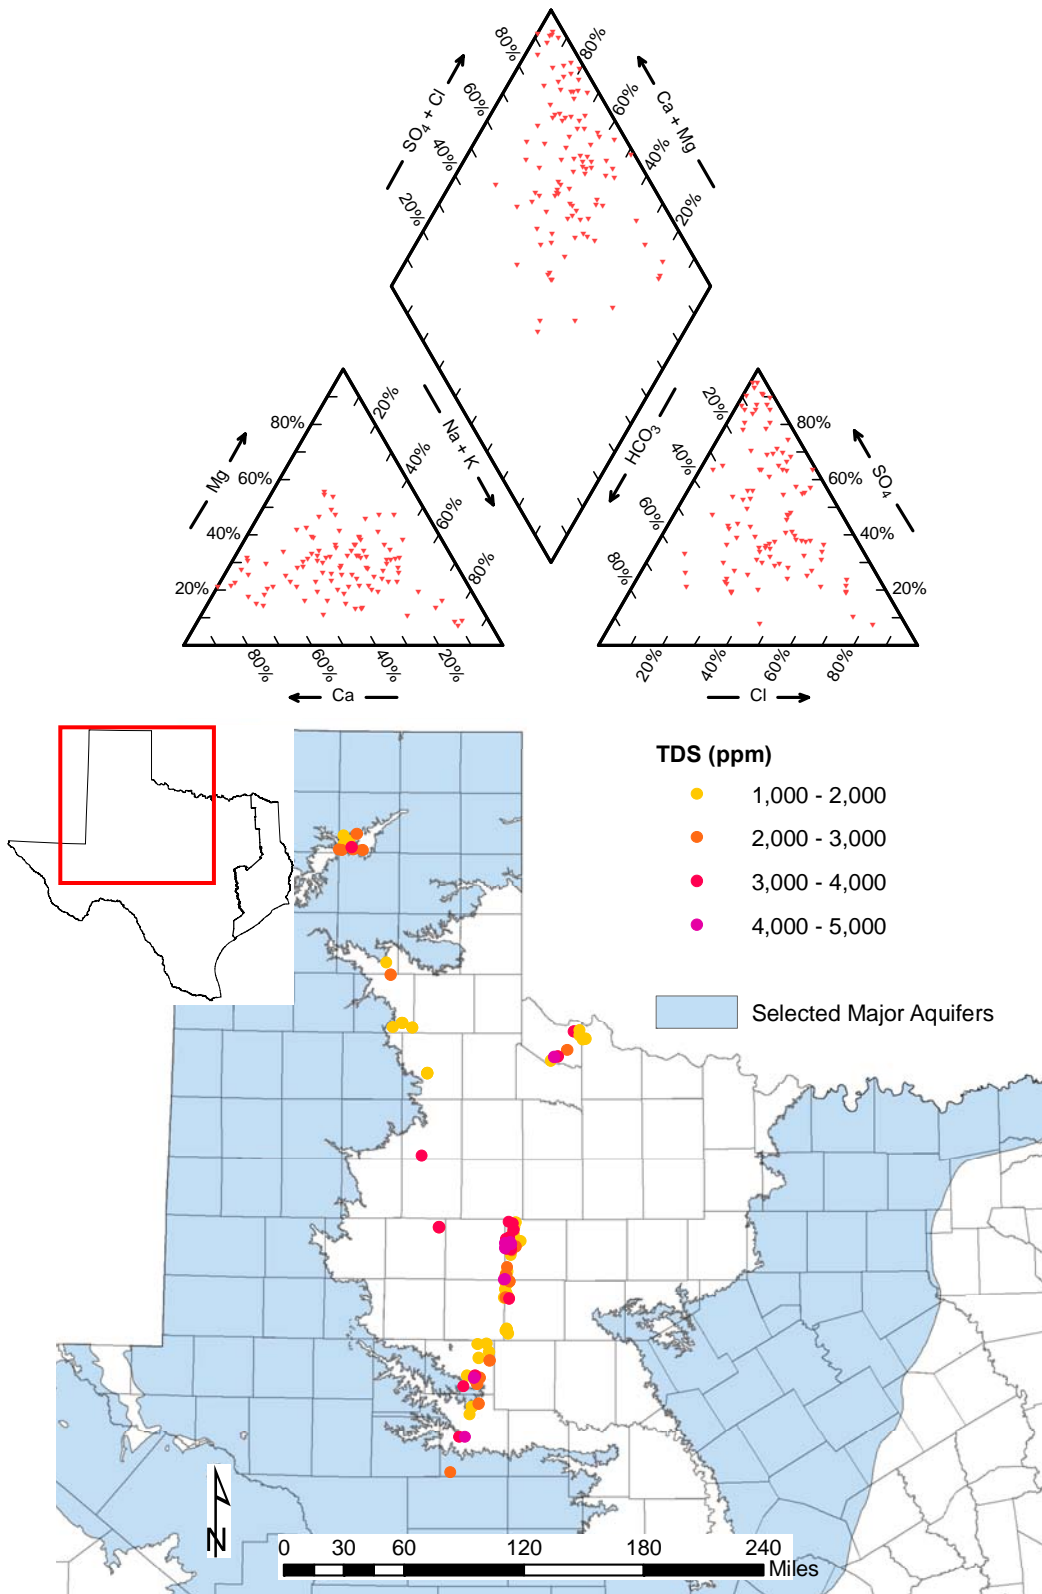 80%
80%
SO₄ + Cl
Ca + Mg
60%
60%
40%
40%
20%
20%
Na + K
HCO₃
20%
20%
80%
80%
Mg
40%
40%
SO₄
60%
60%
60%
60%
40%
40%
80%
80%
20%
20%
80%
60%
40%
20%
20%
40%
60%
80%
Ca
Cl
TDS (ppm)
1,000 - 2,000
2,000 - 3,000
3,000 - 4,000
4,000 - 5,000
Selected Major Aquifers
N
0 30 60 120 180 240
Miles